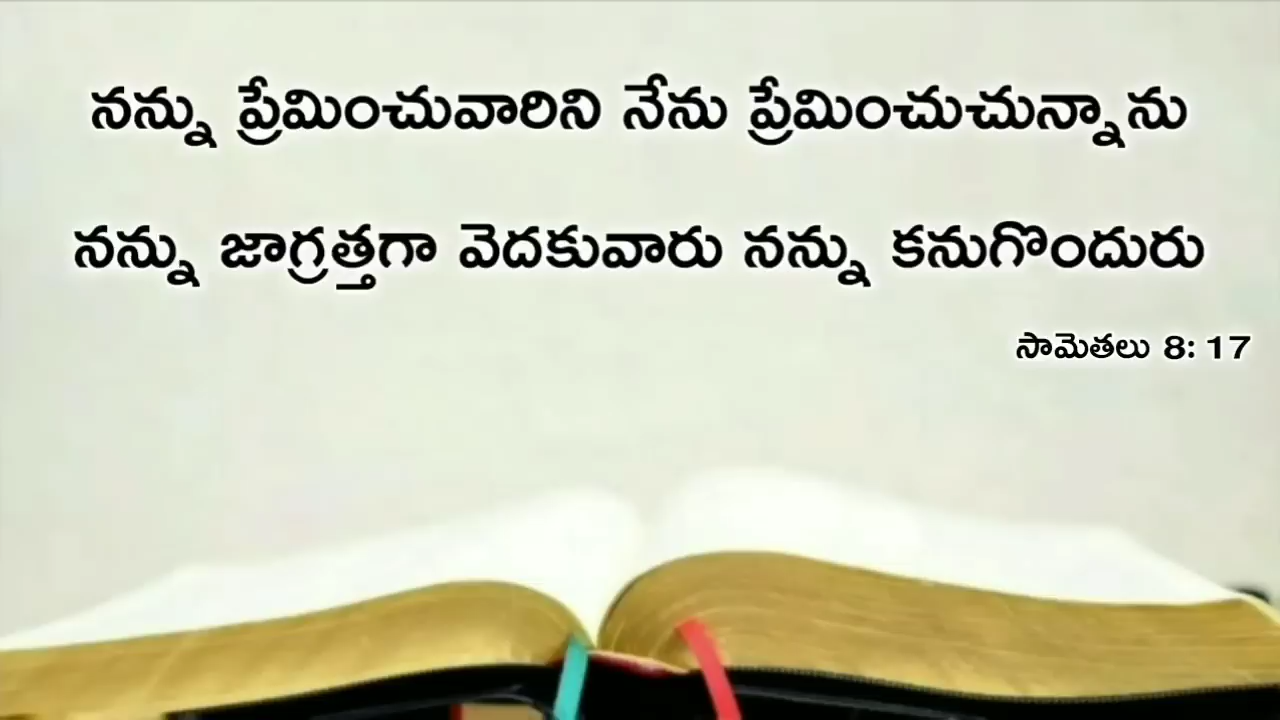 నన్ను ప్రేమించువారిని నేను ప్రేమించుచున్నాను
నన్ను జాగ్రత్తగా వెదకువారు నన్ను కనుగొందురు
సామెతలు 8: 17